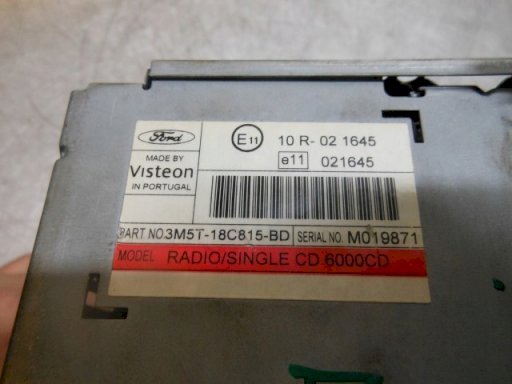 Ford
MADE BY
Visteon
IN PORTUGAL
E11 10 R- 02 1645
e11 021645
PART NO. 3M5T-18C815-BD SERIAL NO. M019871
MODEL RADIO/SINGLE CD 6000CD